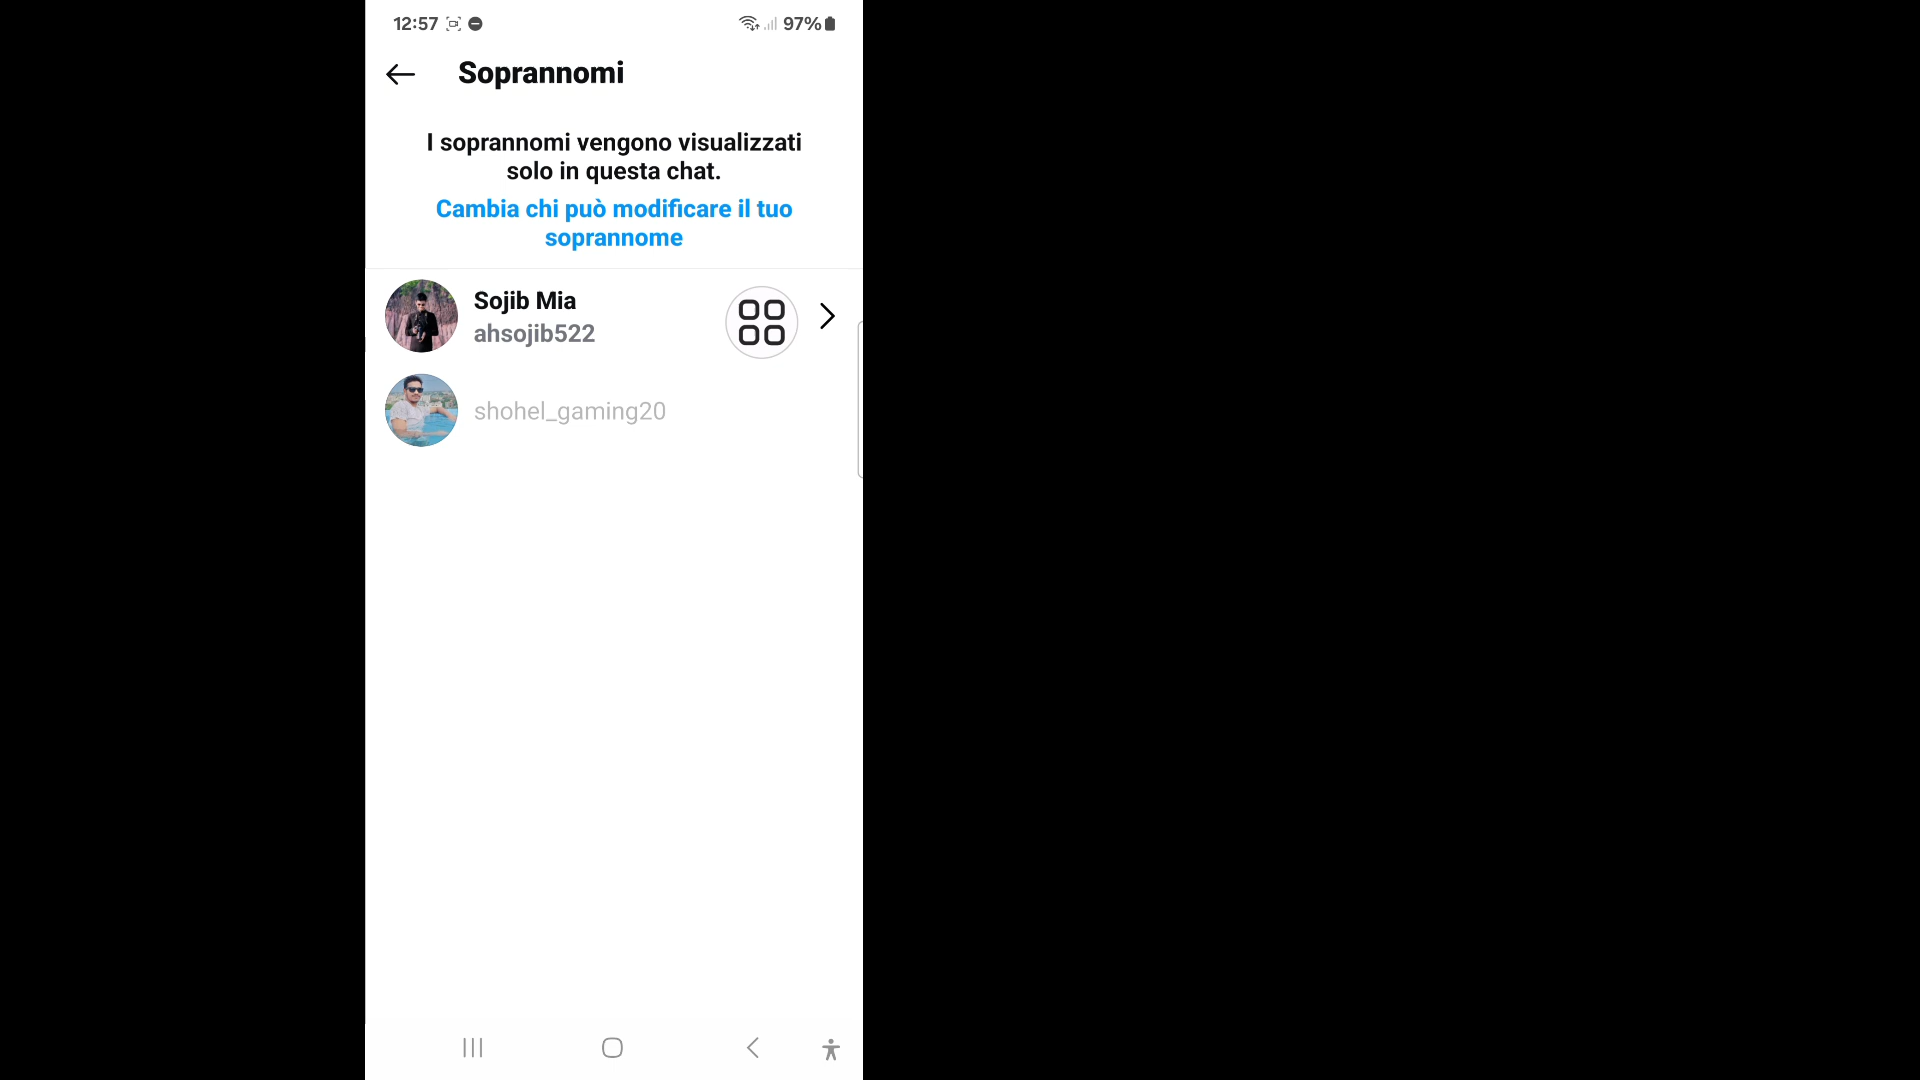 12:57
97%
Soprannomi
I soprannomi vengono visualizzati
solo in questa chat.
Cambia chi può modificare il tuo
soprannome
Sojib Mia
ahsojib522
shohel_gaming20